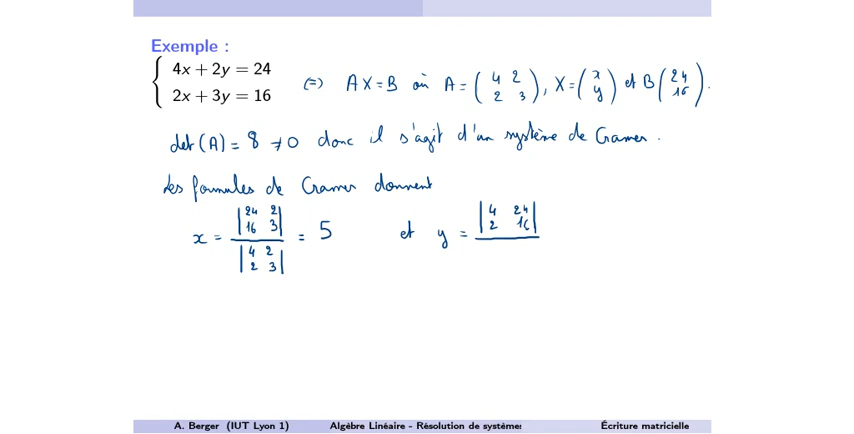 Exemple :
4x + 2y = 24
2x + 3y = 16
(=) AX = B où A = ( 4 2 ; 2 3 ), X = ( x ; y ) et B ( 24 ; 16 ).
det (A) = 8 ≠ 0 donc il s'agit d'un système de Cramer.
Les formules de Cramer donnent
x = | 24 2 ; 16 3 | / | 4 2 ; 2 3 | = 5 et y = | 4 24 ; 2 16 |
A. Berger (IUT Lyon 1) Algèbre Linéaire - Résolution de systèmes Écriture matricielle